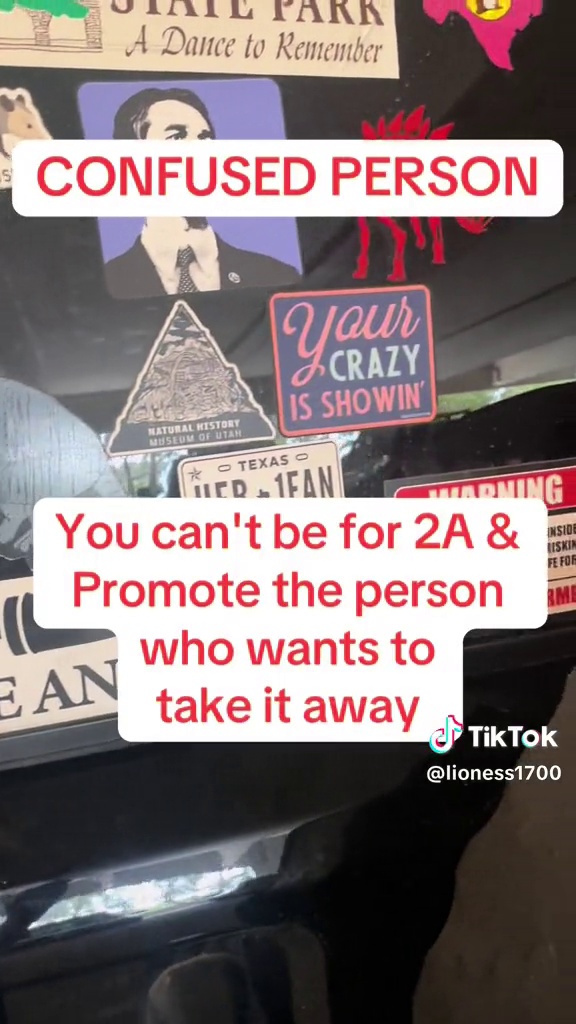 STATE PARK
A Dance to Remember
CONFUSED PERSON
Your
CRAZY
IS SHOWIN'
NATURAL HISTORY
MUSEUM OF UTAH
TEXAS
WARNING
You can't be for 2A &
Promote the person
who wants to
take it away
TikTok
@lioness1700